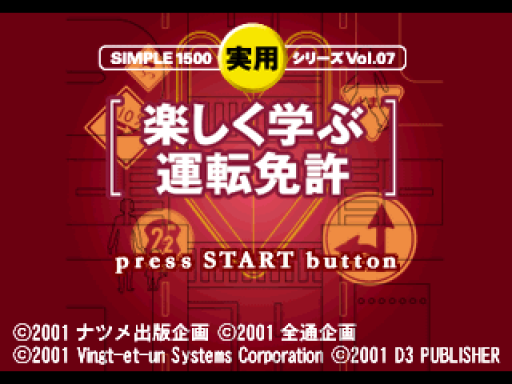 SIMPLE 1500 実用 シリーズ Vol.07
楽しく学ぶ
運転免許
press START button
©2001 ナツメ出版企画 ©2001 全通企画
©2001 Vingt-et-un Systems Corporation ©2001 D3 PUBLISHER